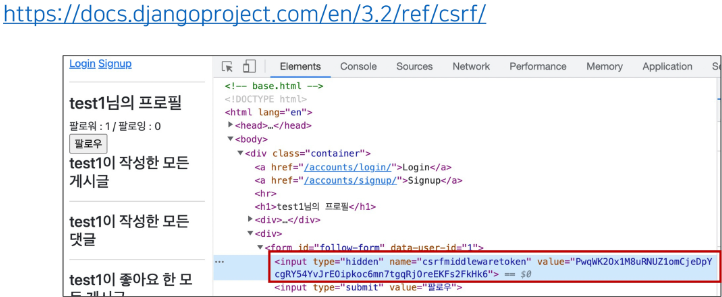 https://docs.djangoproject.com/en/3.2/ref/csrf/
Login Signup
test1님의 프로필
팔로워 : 1 / 팔로잉 : 0
팔로우
test1이 작성한 모든
게시글
test1이 작성한 모든
댓글
test1이 좋아요 한 모
Elements Console Sources Network Performance Memory Application
<!-- base.html -->
<!DOCTYPE html>
<html lang="en">
▶<head>…</head>
▼<body>
▼<div class="container">
<a href="/accounts/login/">Login</a>
<a href="/accounts/signup/">Signup</a>
<hr>
<h1>test1님의 프로필</h1>
▶<div>…</div>
▼<div>
▼<form id="follow-form" data-user-id="1">
<input type="hidden" name="csrfmiddlewaretoken" value="PwqWK2Ox1M8uRNUZ1omCjeDpY
cgRY54YvJrEOipkoc6mn7tgqRjOreEKFs2FkHk6"> == $0
<input type="submit" value="팔로우">